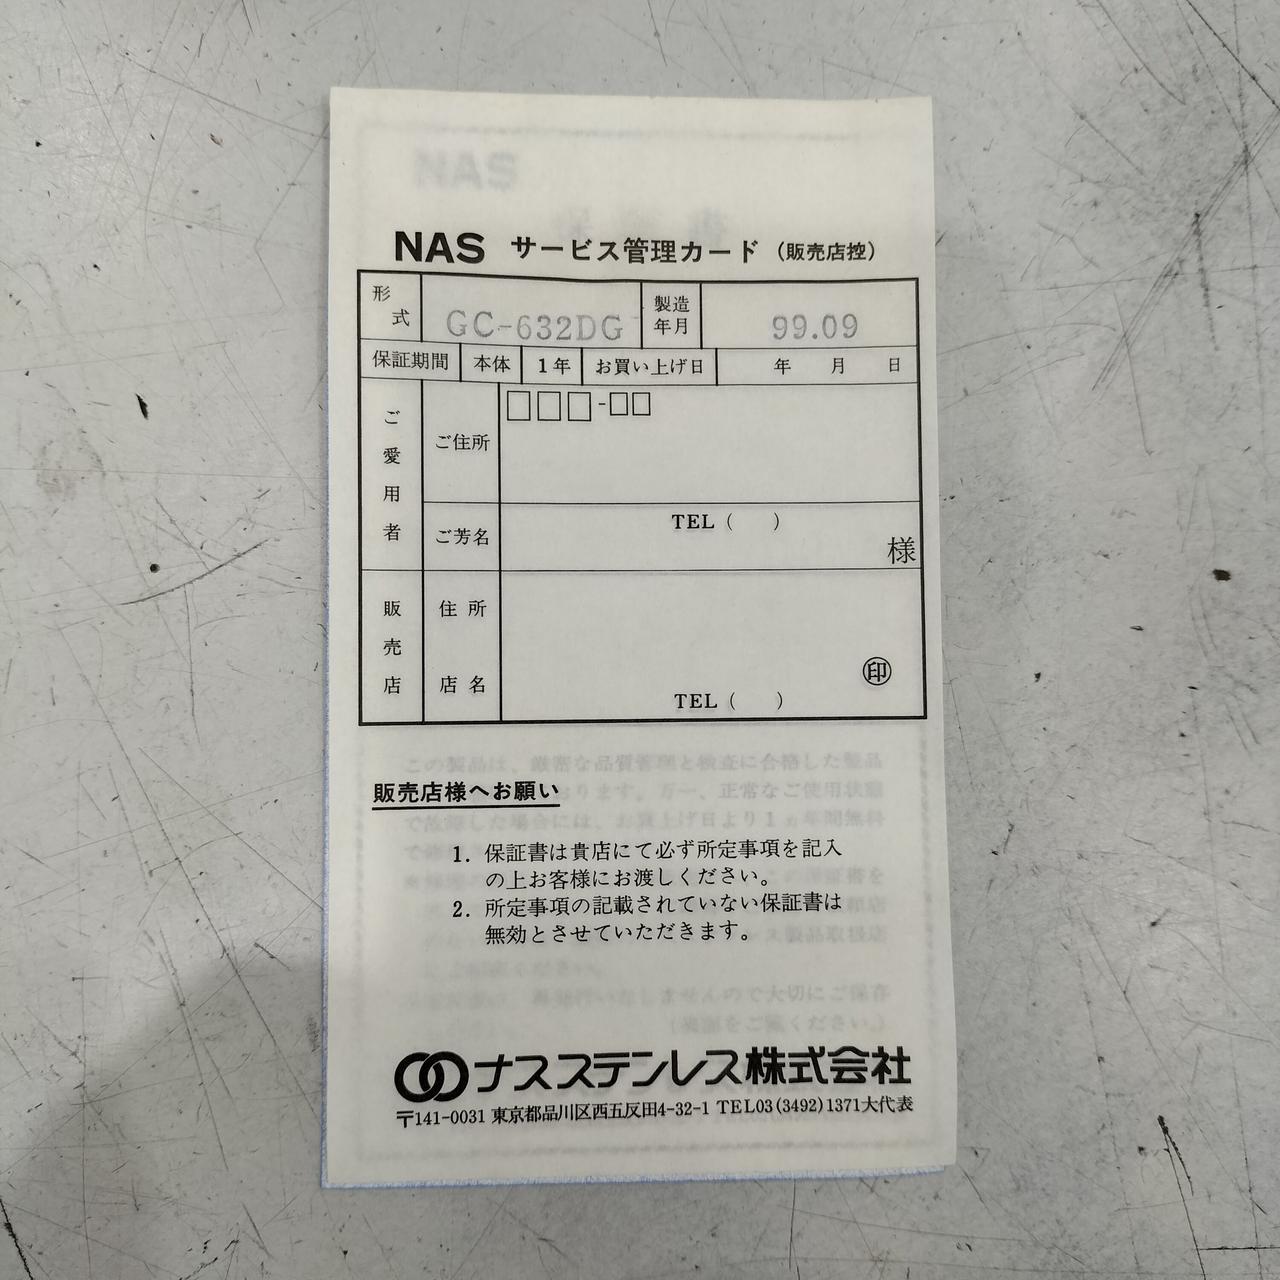 NAS サービス管理カード (販売店控)
形式 GC-632DG 製造年月 99.09
保証期間 本体 1年 お買い上げ日 年 月 日
ご愛用者 ご住所 □□□-□□
TEL ( )
ご芳名 様
販売店 住所
店名 印
TEL ( )
販売店様へお願い
1. 保証書は貴店にて必ず所定事項を記入
の上お客様にお渡しください。
2. 所定事項の記載されていない保証書は
無効とさせていただきます。
ナスステンレス株式会社
〒141-0031 東京都品川区西五反田4-32-1 TEL03(3492)1371大代表